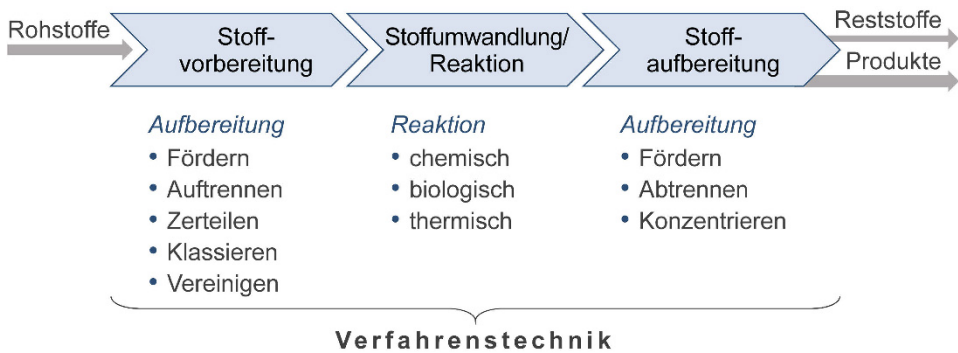 Rohstoffe
Stoff-
vorbereitung
Stoffumwandlung/
Reaktion
Stoff-
aufbereitung
Reststoffe
Produkte
Aufbereitung
• Fördern
• Auftrennen
• Zerteilen
• Klassieren
• Vereinigen
Reaktion
• chemisch
• biologisch
• thermisch
Aufbereitung
• Fördern
• Abtrennen
• Konzentrieren
Verfahrenstechnik